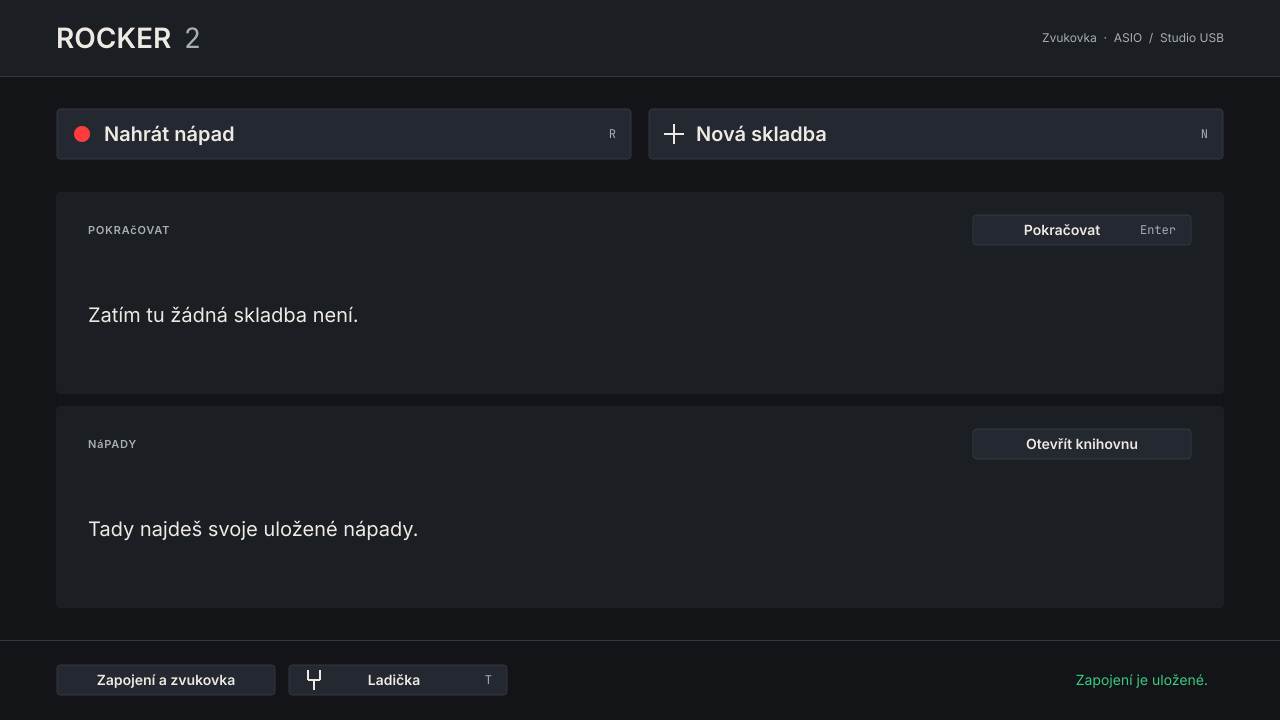 ROCKER 2
Zvukovka · ASIO / Studio USB
Nahrát nápad R
Nová skladba N
POKRAčOVAT
Pokračovat Enter
Zatím tu žádná skladba není.
NáPADY
Otevřít knihovnu
Tady najdeš svoje uložené nápady.
Zapojení a zvukovka
Ladička T
Zapojení je uložené.